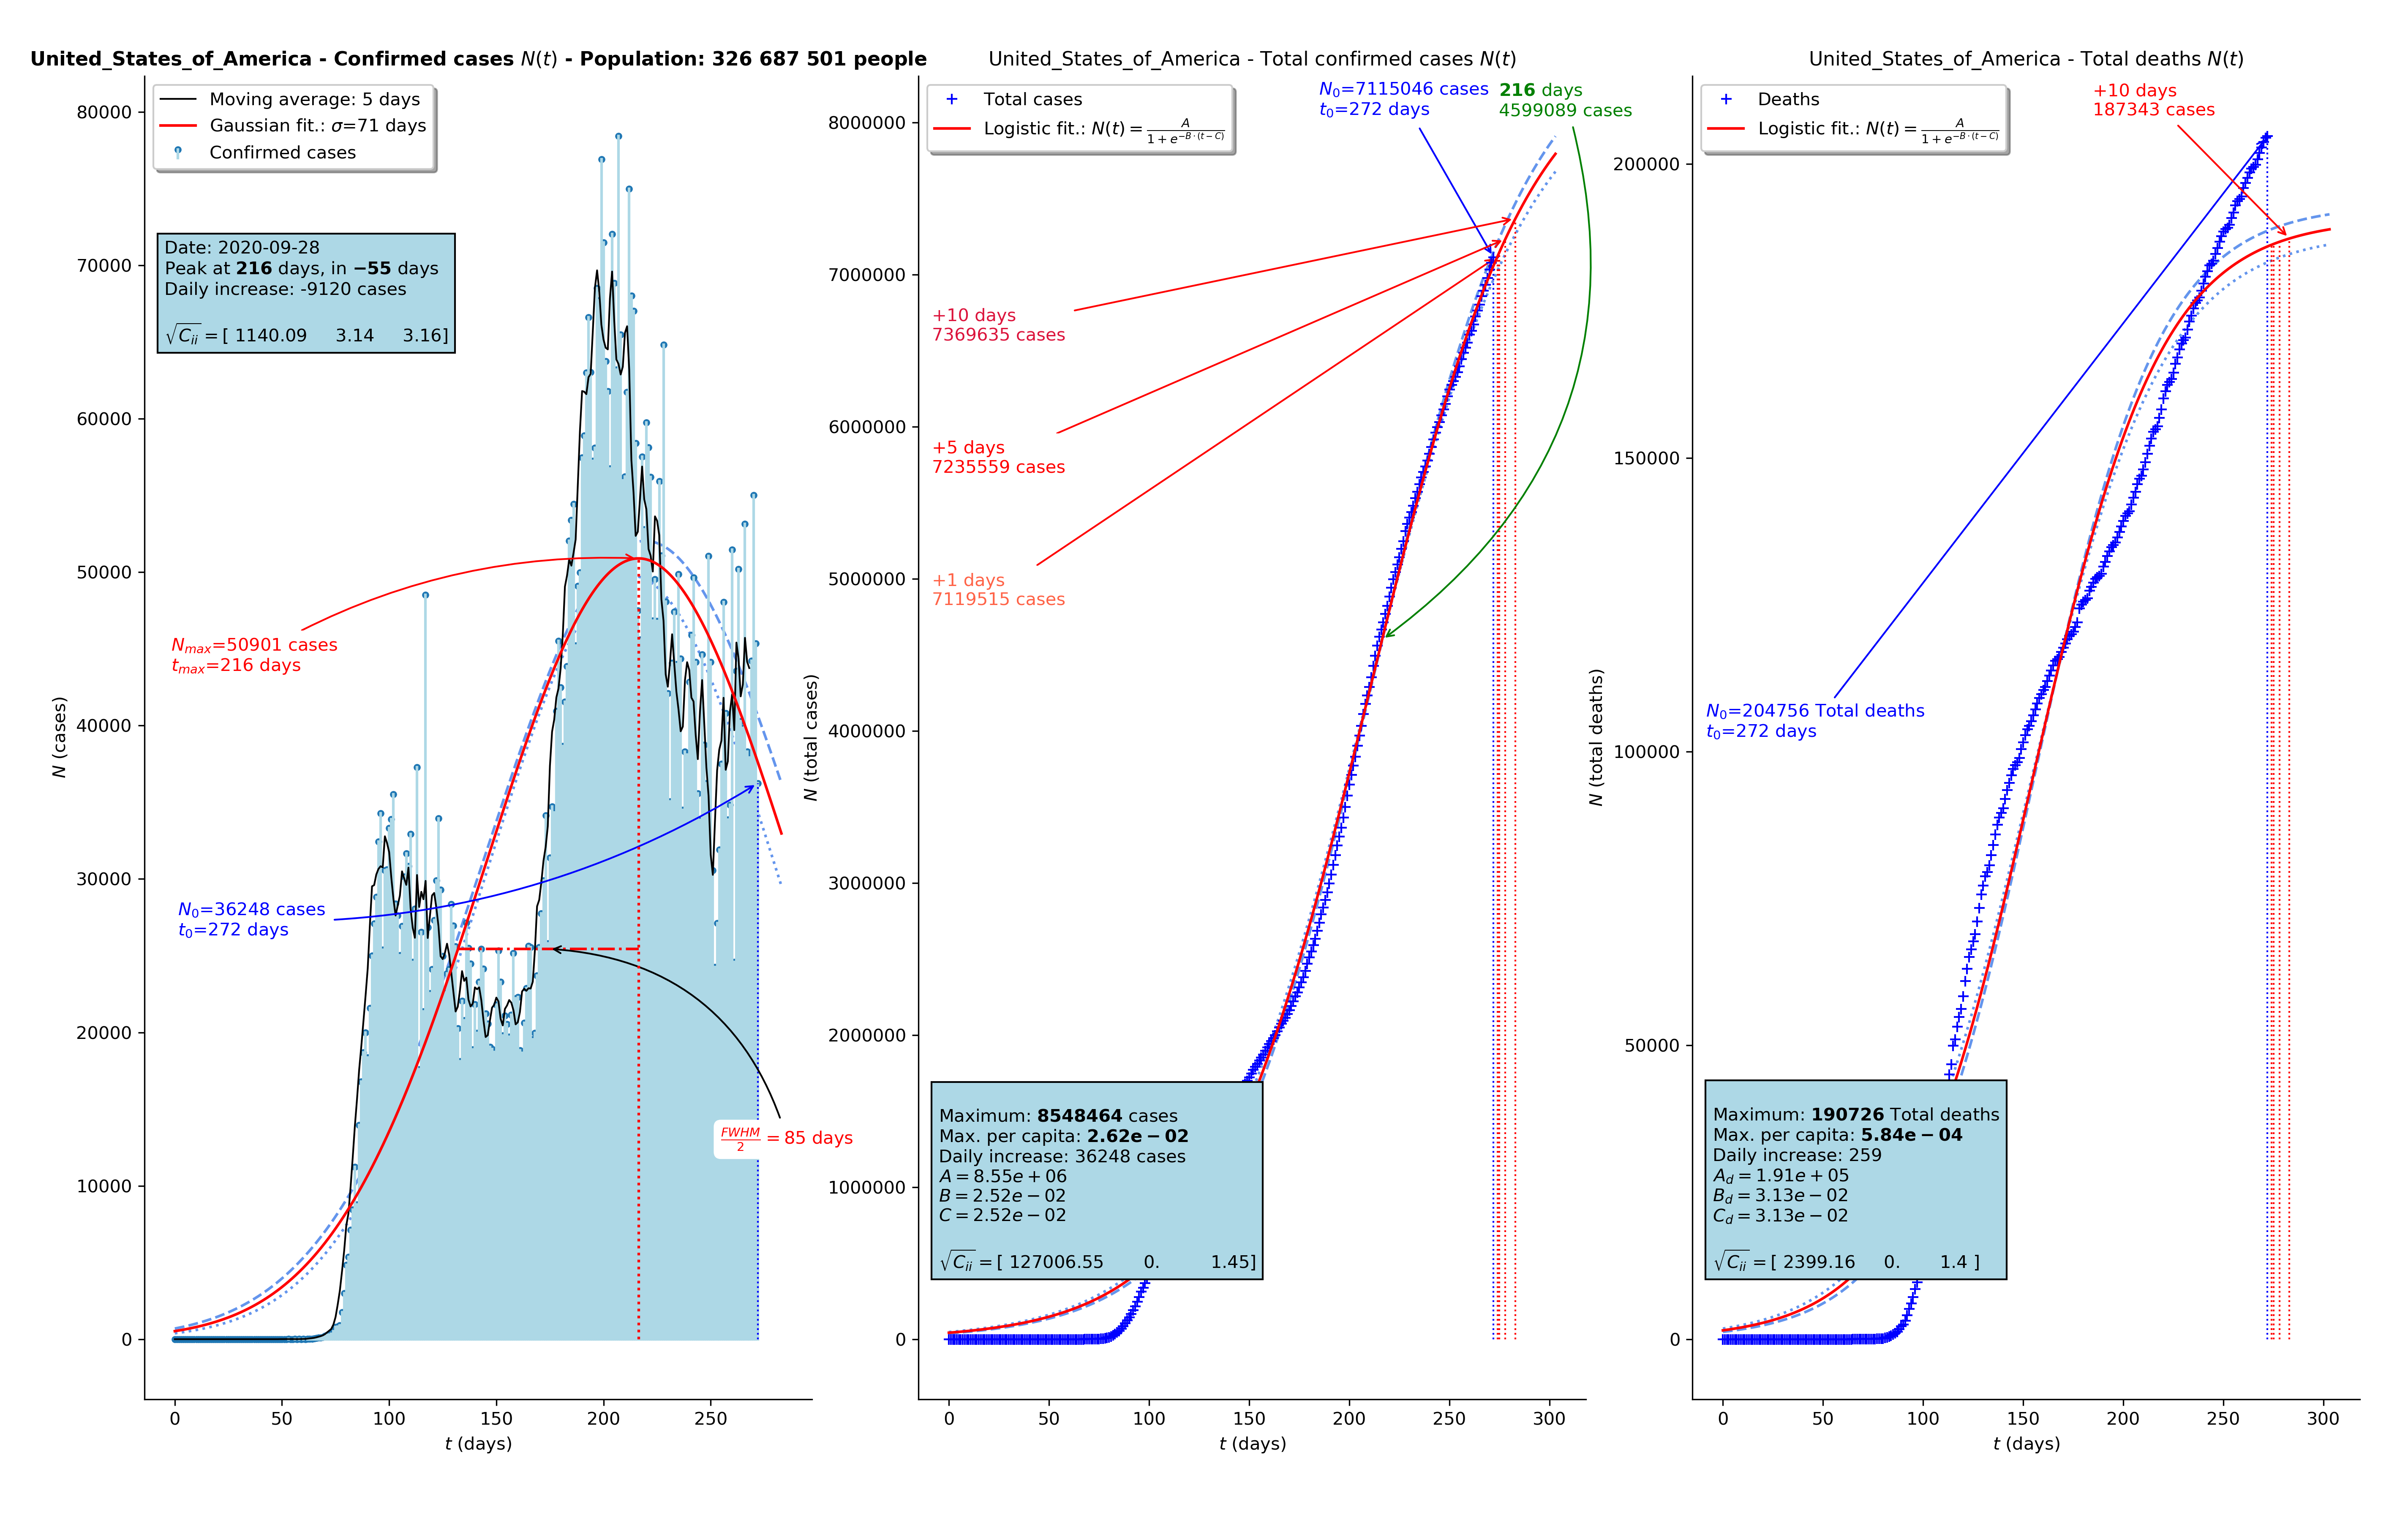 United_States_of_America - Confirmed cases N(t) - Population: 326 687 501 people
Moving average: 5 days
Gaussian fit.: σ=71 days
Confirmed cases
Date: 2020-09-28
Peak at 216 days, in −55 days
Daily increase: -9120 cases
√C_ii = [ 1140.09 3.14 3.16]
N_max=50901 cases
t_max=216 days
N_0=36248 cases
t_0=272 days
FWHM/2 = 85 days
80000
70000
60000
50000
40000
30000
20000
10000
0
N (cases)
0 50 100 150 200 250
t (days)
United_States_of_America - Total confirmed cases N(t)
Total cases
Logistic fit.: N(t) = A/(1 + e^(−B·(t−C)))
N_0=7115046 cases
t_0=272 days
216 days
4599089 cases
+10 days
7369635 cases
+5 days
7235559 cases
+1 days
7119515 cases
Maximum: 8548464 cases
Max. per capita: 2.62e − 02
Daily increase: 36248 cases
A = 8.55e + 06
B = 2.52e − 02
C = 2.52e − 02
√C_ii = [ 127006.55 0. 1.45]
8000000
7000000
6000000
5000000
4000000
3000000
2000000
1000000
0
N (total cases)
0 50 100 150 200 250 300
t (days)
United_States_of_America - Total deaths N(t)
Deaths
Logistic fit.: N(t) = A/(1 + e^(−B·(t−C)))
+10 days
187343 cases
N_0=204756 Total deaths
t_0=272 days
Maximum: 190726 Total deaths
Max. per capita: 5.84e − 04
Daily increase: 259
A_d = 1.91e + 05
B_d = 3.13e − 02
C_d = 3.13e − 02
√C_ii = [ 2399.16 0. 1.4 ]
200000
150000
100000
50000
0
N (total deaths)
0 50 100 150 200 250 300
t (days)